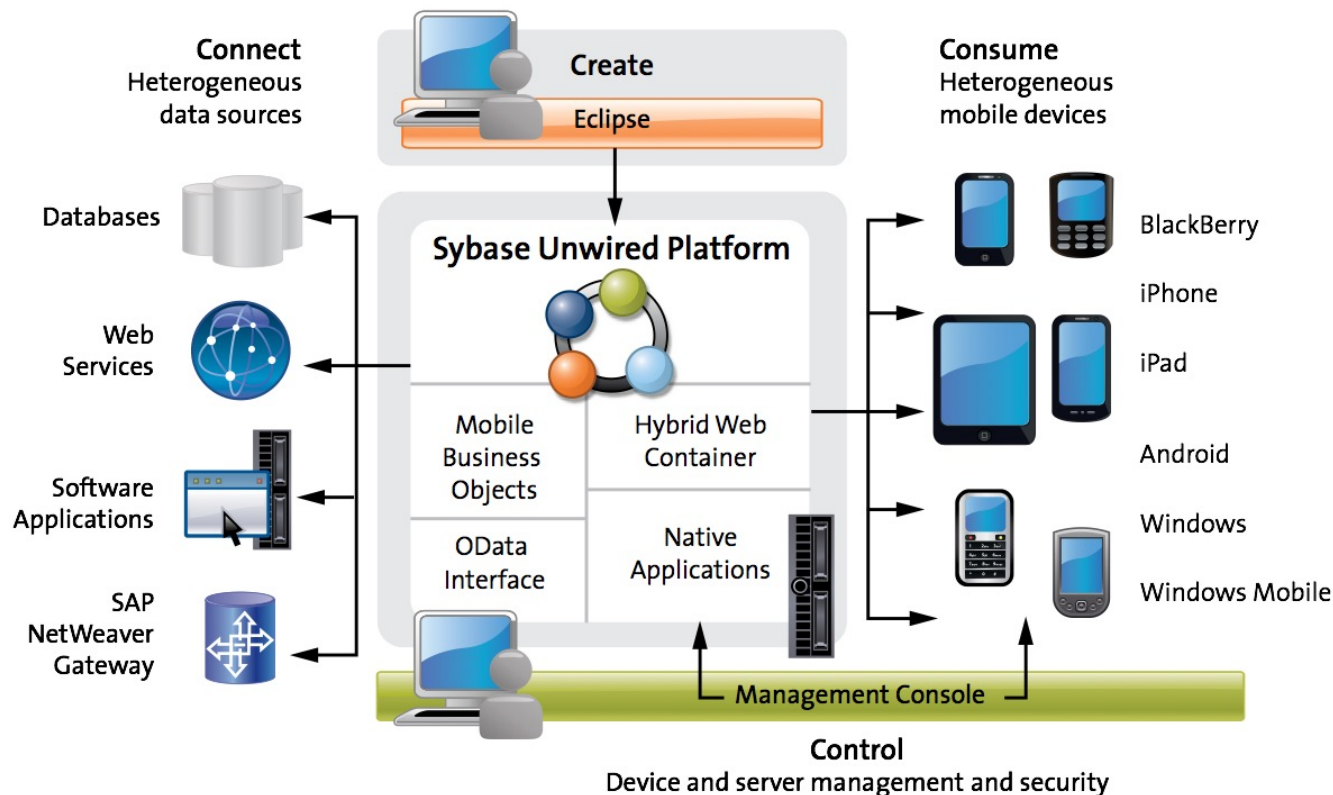 Connect
Heterogeneous
data sources
Databases
Web
Services
Software
Applications
SAP
NetWeaver
Gateway
Create
Eclipse
Sybase Unwired Platform
Mobile
Business
Objects
Hybrid Web
Container
OData
Interface
Native
Applications
Consume
Heterogeneous
mobile devices
BlackBerry
iPhone
iPad
Android
Windows
Windows Mobile
Management Console
Control
Device and server management and security